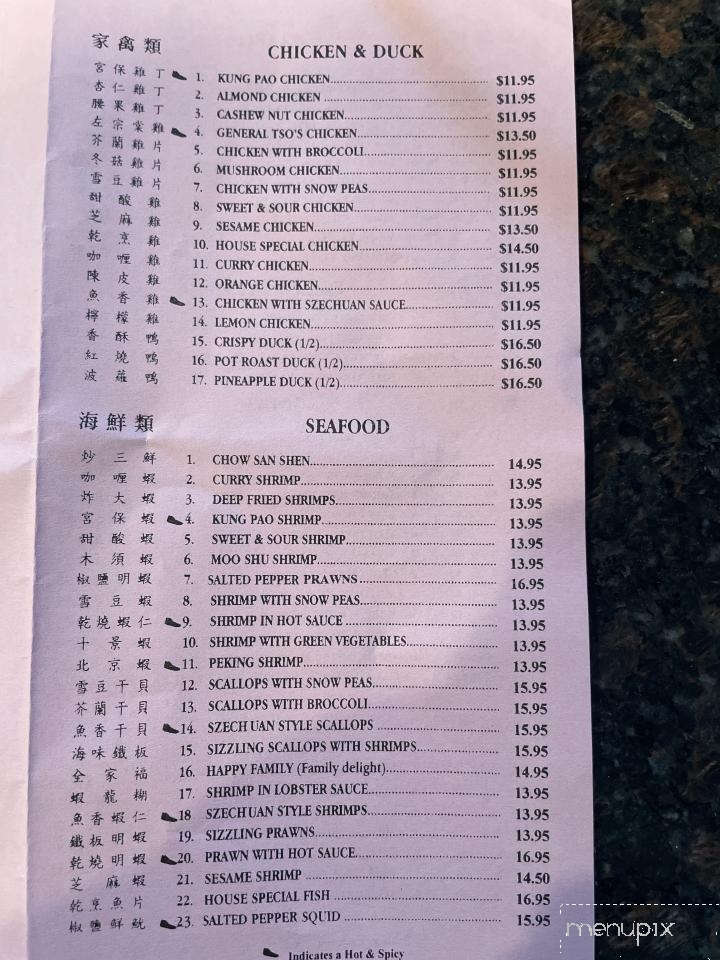 家禽類 CHICKEN & DUCK
宮保雞丁 1. KUNG PAO CHICKEN $11.95
杏仁雞丁 2. ALMOND CHICKEN $11.95
腰果雞丁 3. CASHEW NUT CHICKEN $11.95
左宗棠雞 4. GENERAL TSO'S CHICKEN $13.50
芥蘭雞片 5. CHICKEN WITH BROCCOLI $11.95
冬菇雞片 6. MUSHROOM CHICKEN $11.95
雪豆雞片 7. CHICKEN WITH SNOW PEAS $11.95
甜酸雞 8. SWEET & SOUR CHICKEN $11.95
芝麻雞 9. SESAME CHICKEN $13.50
乾烹雞 10. HOUSE SPECIAL CHICKEN $14.50
咖喱雞 11. CURRY CHICKEN $11.95
陳皮雞 12. ORANGE CHICKEN $11.95
魚香雞 13. CHICKEN WITH SZECHUAN SAUCE $11.95
檸檬雞 14. LEMON CHICKEN $11.95
香酥鴨 15. CRISPY DUCK (1/2) $16.50
紅燒鴨 16. POT ROAST DUCK (1/2) $16.50
波蘿鴨 17. PINEAPPLE DUCK (1/2) $16.50
海鮮類 SEAFOOD
炒三鮮 1. CHOW SAN SHEN 14.95
咖喱蝦 2. CURRY SHRIMP 13.95
炸大蝦 3. DEEP FRIED SHRIMPS 13.95
宮保蝦 4. KUNG PAO SHRIMP 13.95
甜酸蝦 5. SWEET & SOUR SHRIMP 13.95
木須蝦 6. MOO SHU SHRIMP 13.95
椒鹽明蝦 7. SALTED PEPPER PRAWNS 16.95
雪豆蝦 8. SHRIMP WITH SNOW PEAS 13.95
乾燒蝦仁 9. SHRIMP IN HOT SAUCE 13.95
十景蝦 10. SHRIMP WITH GREEN VEGETABLES 13.95
北京蝦 11. PEKING SHRIMP 13.95
雪豆干貝 12. SCALLOPS WITH SNOW PEAS 15.95
芥蘭干貝 13. SCALLOPS WITH BROCCOLI 15.95
魚香干貝 14. SZECHUAN STYLE SCALLOPS 15.95
海味鐵板 15. SIZZLING SCALLOPS WITH SHRIMPS 15.95
全家福 16. HAPPY FAMILY (Family delight) 14.95
蝦龍糊 17. SHRIMP IN LOBSTER SAUCE 13.95
魚香蝦仁 18 SZECHUAN STYLE SHRIMPS 13.95
鐵板明蝦 19. SIZZLING PRAWNS 13.95
乾燒明蝦 20. PRAWN WITH HOT SAUCE 16.95
芝麻蝦 21. SESAME SHRIMP 14.50
乾烹魚片 22. HOUSE SPECIAL FISH 16.95
椒鹽鮮魷 23. SALTED PEPPER SQUID 15.95
Indicates a Hot & Spicy
menupix